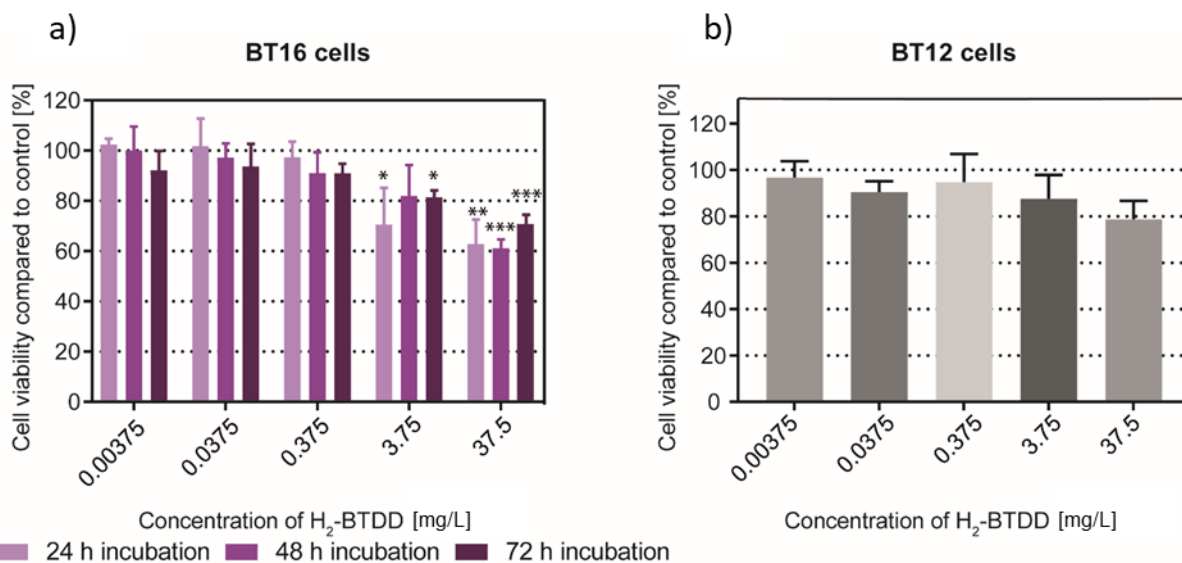 a)
BT16 cells
Cell viability compared to control [%]
120
100
80
60
40
20
0
*
*
**
***
***
0.00375
0.0375
0.375
3.75
37.5
Concentration of H₂-BTDD [mg/L]
24 h incubation
48 h incubation
72 h incubation
b)
BT12 cells
Cell viability compared to control [%]
120
100
80
60
40
20
0
0.00375
0.0375
0.375
3.75
37.5
Concentration of H₂-BTDD [mg/L]